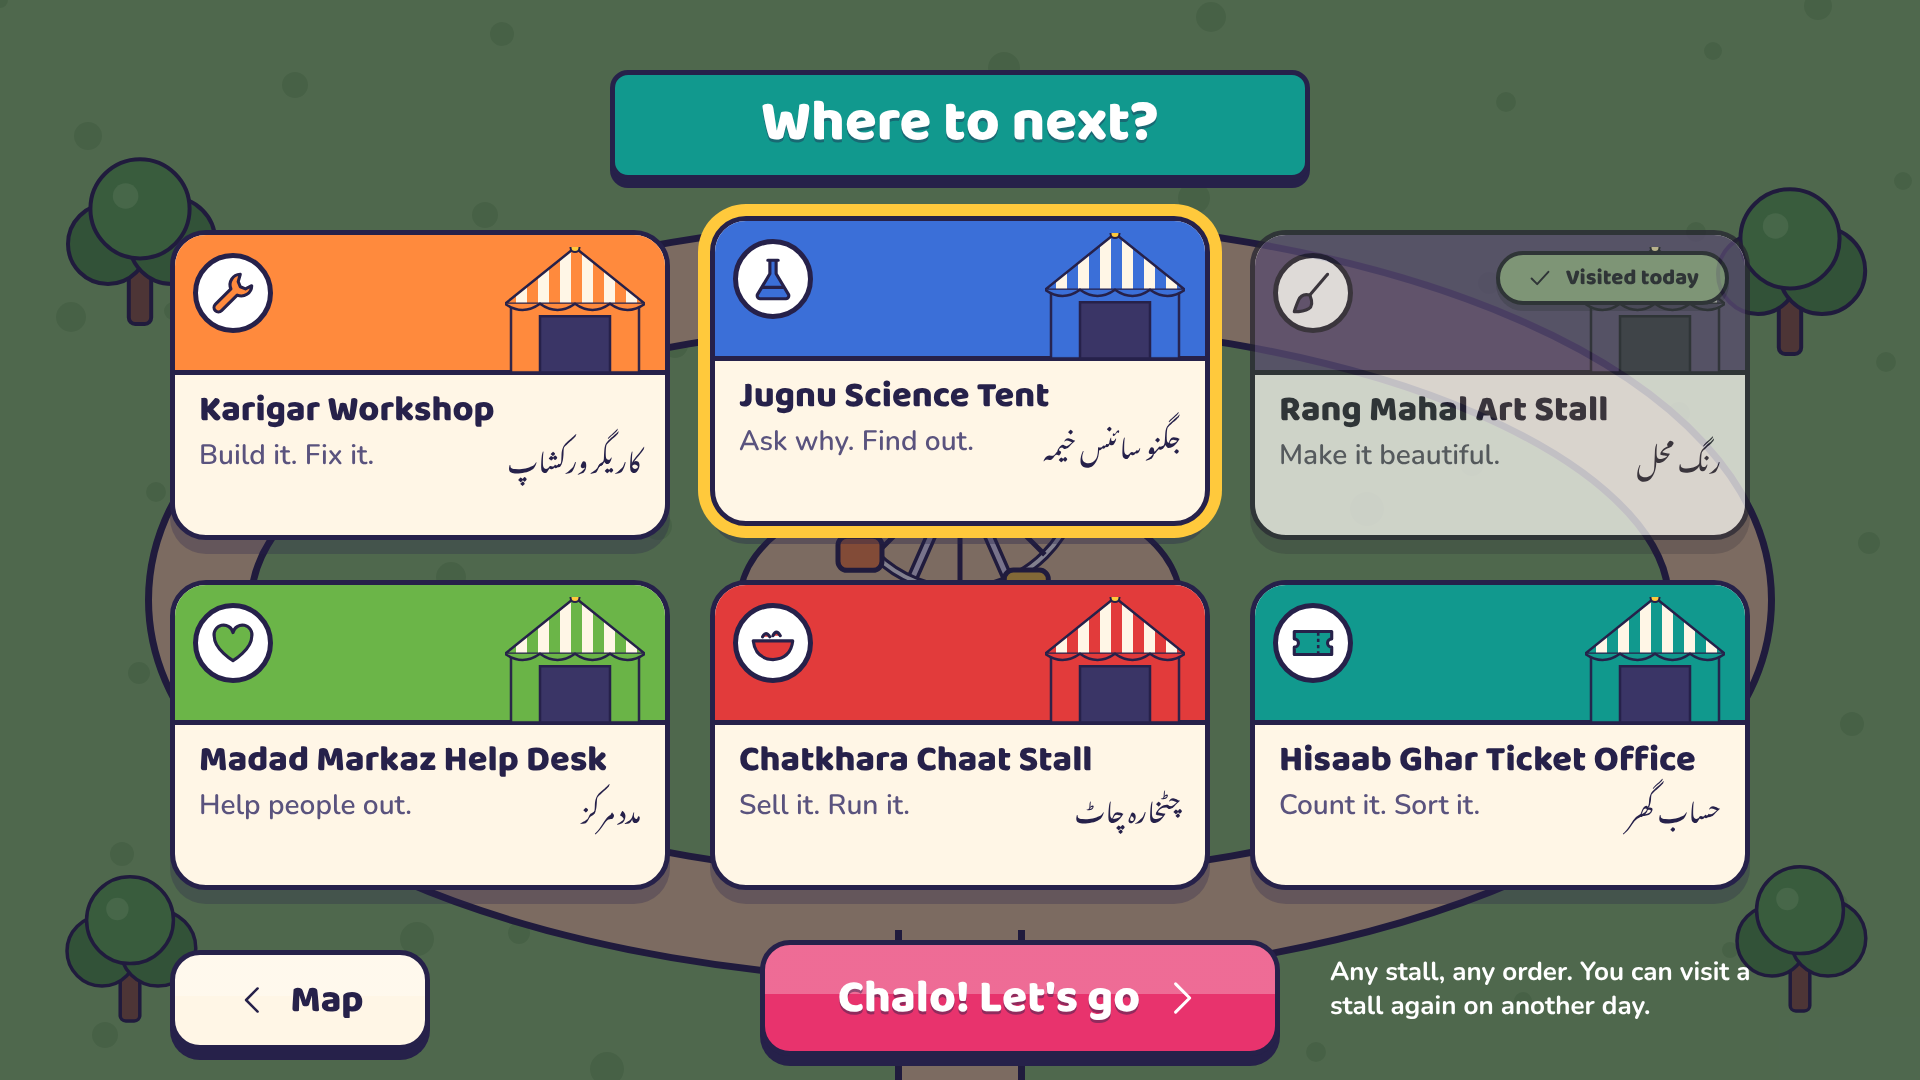 Where to next?
Karigar Workshop
Build it. Fix it.
کاریگر ورکشاپ
Jugnu Science Tent
Ask why. Find out.
جگنو سائنس خیمہ
Visited today
Rang Mahal Art Stall
Make it beautiful.
رنگ محل
Madad Markaz Help Desk
Help people out.
مدد مرکز
Chatkhara Chaat Stall
Sell it. Run it.
چٹخارہ چاٹ
Hisaab Ghar Ticket Office
Count it. Sort it.
حساب گھر
Map
Chalo! Let's go
Any stall, any order. You can visit a
stall again on another day.